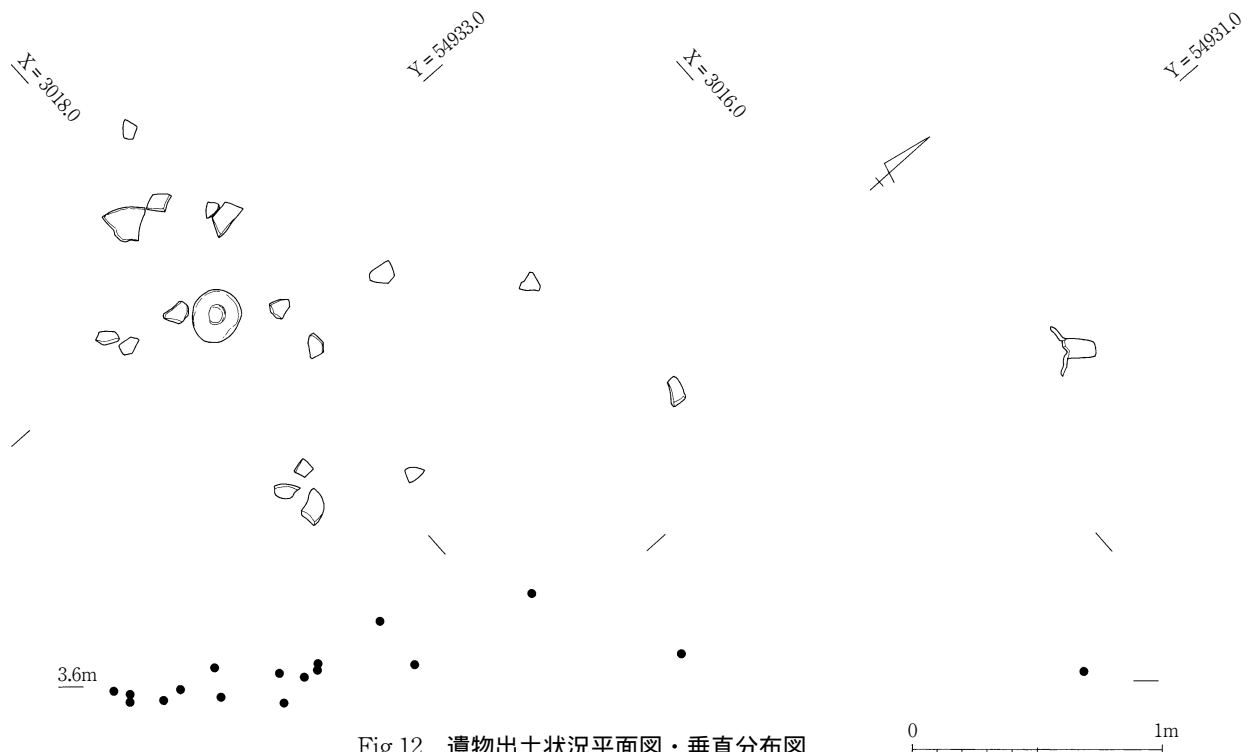 X = 3018.0
Y = 54933.0
X = 3016.0
Y = 54931.0
3.6m
0
1m
Fig 12 遺物出土状況平面図・垂直分布図